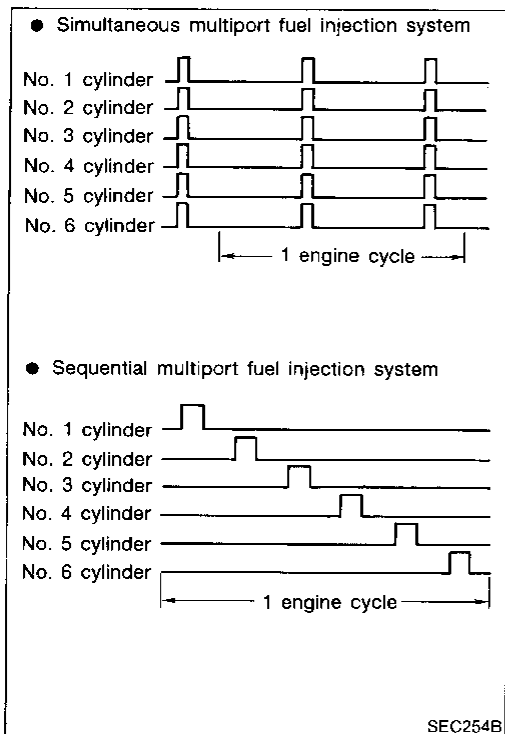 ● Simultaneous multiport fuel injection system
No. 1 cylinder
No. 2 cylinder
No. 3 cylinder
No. 4 cylinder
No. 5 cylinder
No. 6 cylinder
1 engine cycle
● Sequential multiport fuel injection system
No. 1 cylinder
No. 2 cylinder
No. 3 cylinder
No. 4 cylinder
No. 5 cylinder
No. 6 cylinder
1 engine cycle
SEC254B